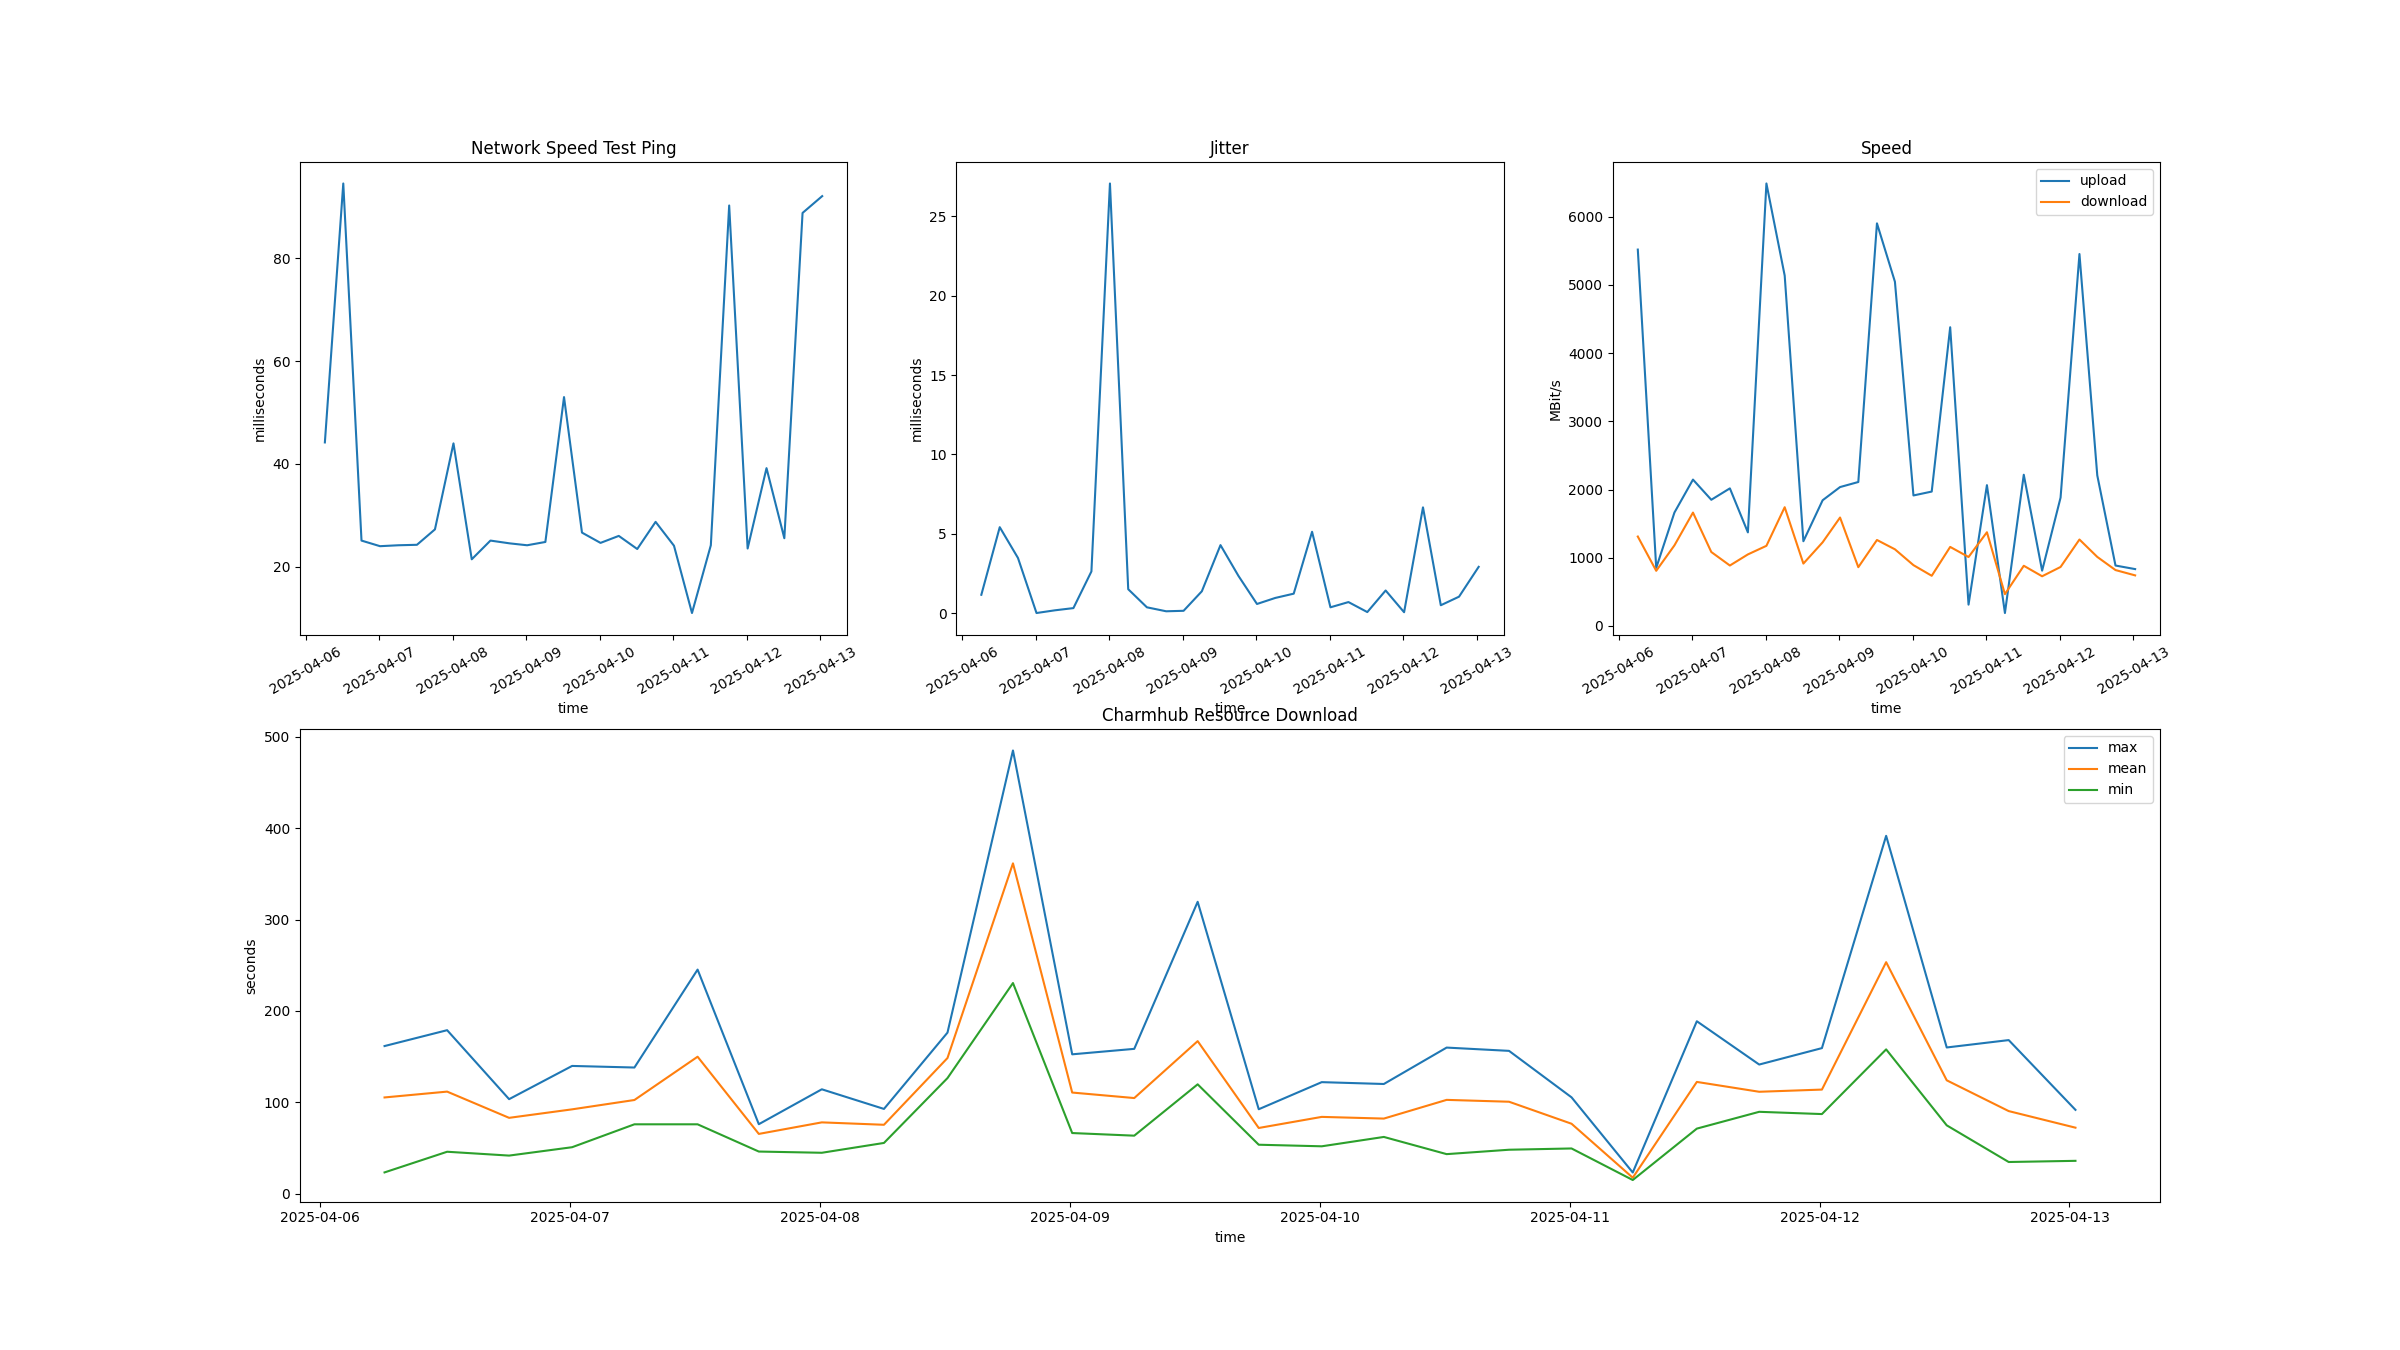 Network Speed Test Ping
milliseconds
80
60
40
20
2025-04-06 2025-04-07 2025-04-08 2025-04-09 2025-04-10 2025-04-11 2025-04-12 2025-04-13
time
Jitter
milliseconds
25
20
15
10
5
0
2025-04-06 2025-04-07 2025-04-08 2025-04-09 2025-04-10 2025-04-11 2025-04-12 2025-04-13
time
Speed
upload
download
MBit/s
6000
5000
4000
3000
2000
1000
0
2025-04-06 2025-04-07 2025-04-08 2025-04-09 2025-04-10 2025-04-11 2025-04-12 2025-04-13
time
Charmhub Resource Download
max
mean
min
seconds
500
400
300
200
100
0
2025-04-06 2025-04-07 2025-04-08 2025-04-09 2025-04-10 2025-04-11 2025-04-12 2025-04-13
time